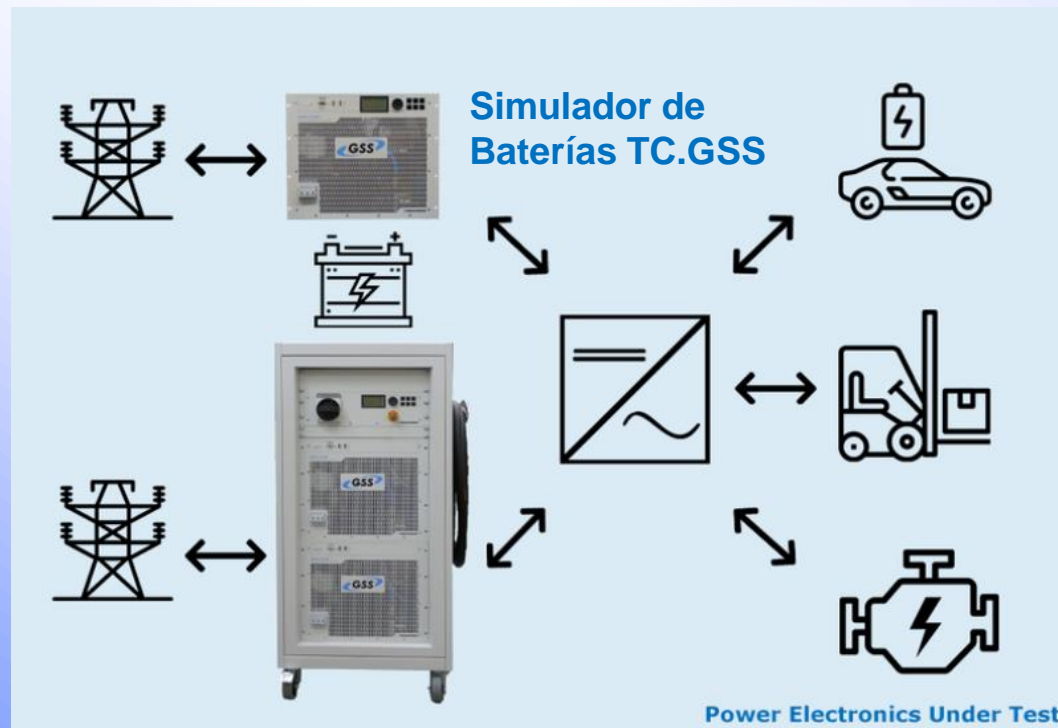 Simulador de
Baterías TC.GSS
GSS
GSS
GSS
Power Electronics Under Test